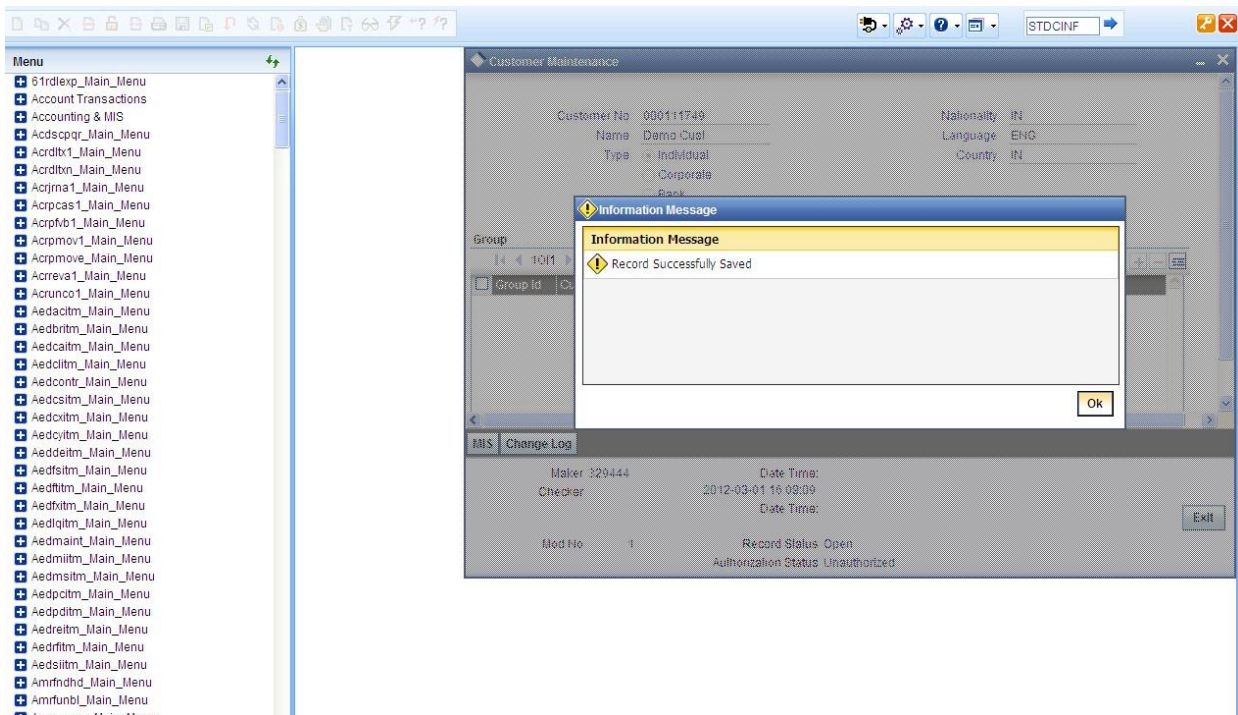 STDCINF
Menu
61rdlexp_Main_Menu
Account Transactions
Accounting & MIS
Acdscpqr_Main_Menu
Acrdltx1_Main_Menu
Acrdltxn_Main_Menu
Acrjrna1_Main_Menu
Acrpcas1_Main_Menu
Acrpfvb1_Main_Menu
Acrpmov1_Main_Menu
Acrpmove_Main_Menu
Acrreva1_Main_Menu
Acrunco1_Main_Menu
Aedacitm_Main_Menu
Aedbritm_Main_Menu
Aedcaitm_Main_Menu
Aedclitm_Main_Menu
Aedcontr_Main_Menu
Aedcsitm_Main_Menu
Aedcxitm_Main_Menu
Aedcyitm_Main_Menu
Aeddeitm_Main_Menu
Aedfsitm_Main_Menu
Aedftitm_Main_Menu
Aedfxitm_Main_Menu
Aedlqitm_Main_Menu
Aedmaint_Main_Menu
Aedmiitm_Main_Menu
Aedmsitm_Main_Menu
Aedpcitm_Main_Menu
Aedpditm_Main_Menu
Aedreitm_Main_Menu
Aedrfitm_Main_Menu
Aedsiitm_Main_Menu
Amrfndhd_Main_Menu
Amrfunbl_Main_Menu
Customer Maintenance
Customer No 000111749 Nationality IN
Name Demo Cust Language ENG
Type Individual Country IN
Corporate
Bank
Information Message
Information Message
Record Successfully Saved
Ok
Group
1Of1
Group Id
MIS Change Log
Maker 329444 Date Time:
Checker 2012-03-01 16:09:09
Date Time:
Exit
Mod No 1 Record Status Open
Authorization Status Unauthorized